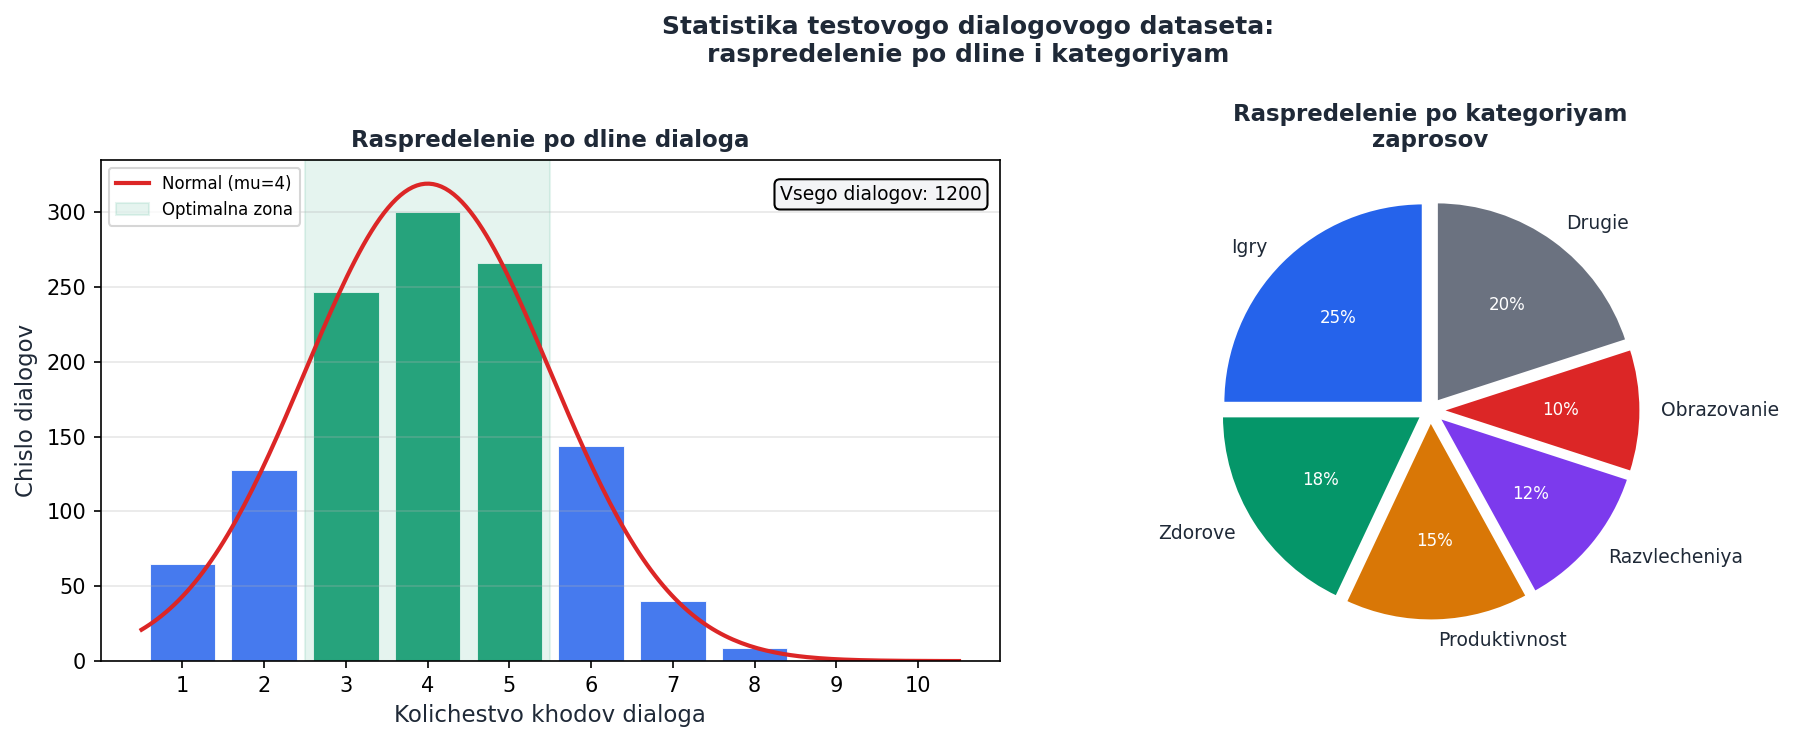 Statistika testovogo dialogovogo dataseta:
raspredelenie po dline i kategoriyam
Raspredelenie po dline dialoga
Normal (mu=4)
Optimalna zona
Vsego dialogov: 1200
Chislo dialogov
300
250
200
150
100
50
0
1 2 3 4 5 6 7 8 9 10
Kolichestvo khodov dialoga
Raspredelenie po kategoriyam
zaprosov
Igry
25%
Zdorove
18%
Produktivnost
15%
Razvlecheniya
12%
Obrazovanie
10%
Drugie
20%